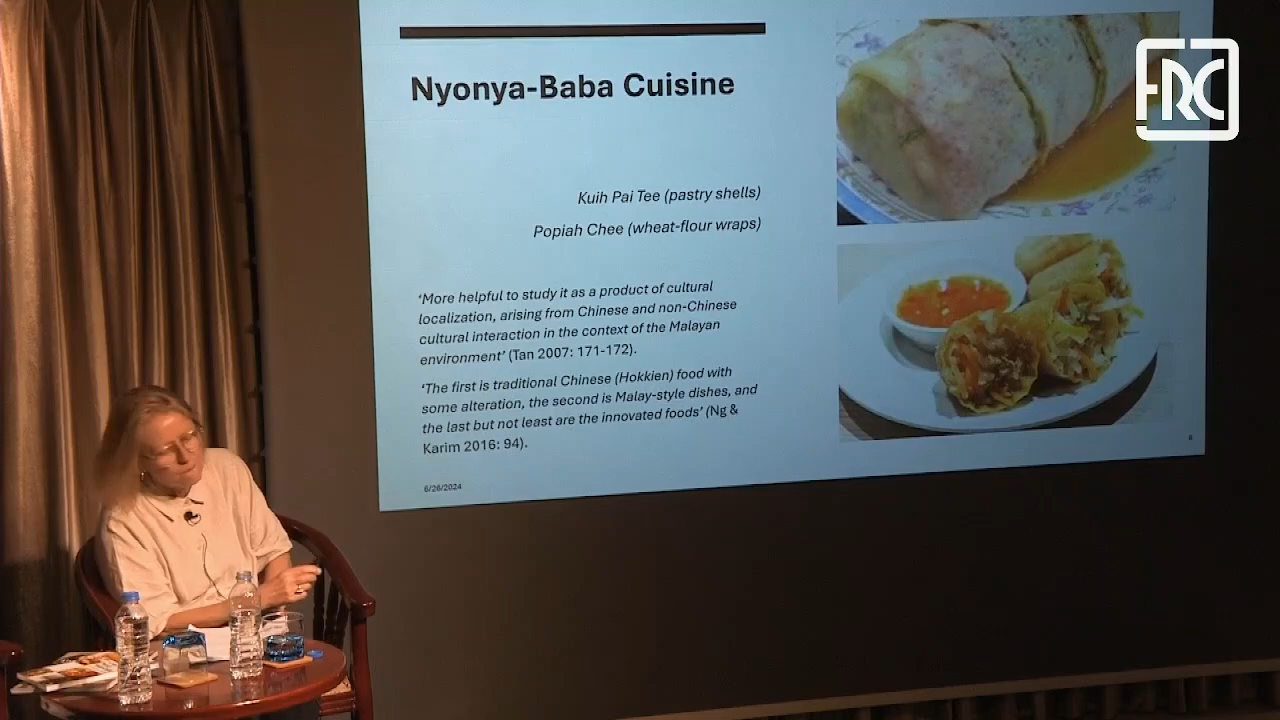 Nyonya-Baba Cuisine
Kuih Pai Tee (pastry shells)
Popiah Chee (wheat-flour wraps)
'More helpful to study it as a product of cultural
localization, arising from Chinese and non-Chinese
cultural interaction in the context of the Malayan
environment' (Tan 2007: 171-172).
'The first is traditional Chinese (Hokkien) food with
some alteration, the second is Malay-style dishes, and
the last but not least are the innovated foods' (Ng &
Karim 2016: 94).
6/26/2024
FRC